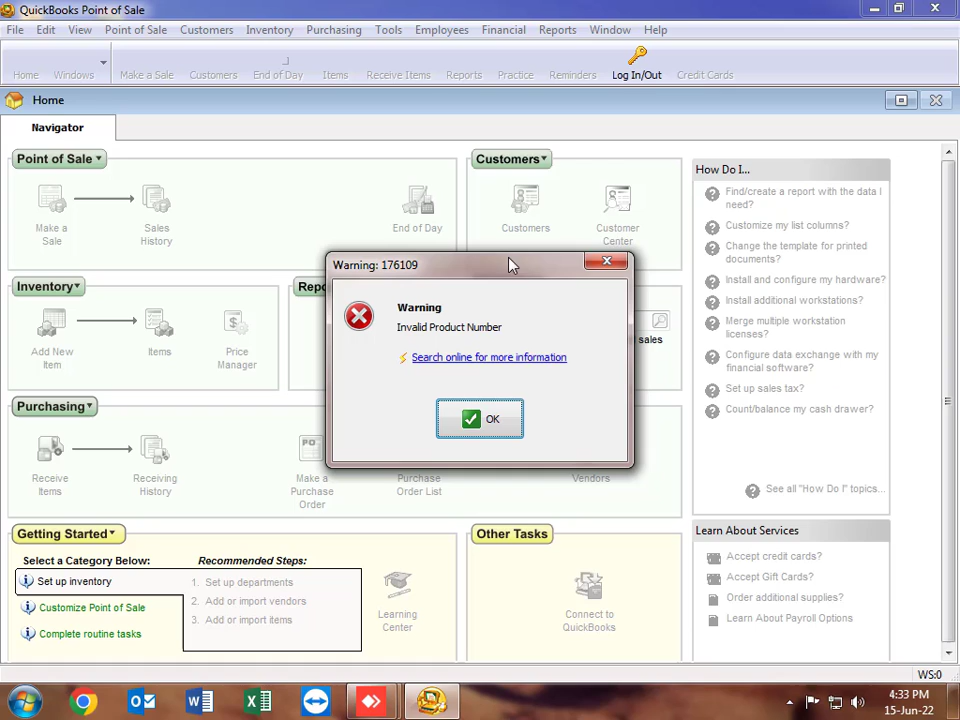 QuickBooks Point of Sale
File Edit View Point of Sale Customers Inventory Purchasing Tools Employees Financial Reports Window Help
Home Windows Make a Sale Customers End of Day Items Receive Items Reports Practice Reminders Log In/Out Credit Cards
Home
Navigator
Point of Sale
Make a
Sale
Sales
History
End of Day
Customers
Customers
Customer
Center
Inventory
Add New
Item
Items
Price
Manager
Repo
sales
Warning: 176109
Warning
Invalid Product Number
Search online for more information
OK
Purchasing
Receive
Items
Receiving
History
PO
Make a
Purchase
Order
Purchase
Order List
Vendors
Getting Started
Select a Category Below:
Set up inventory
Customize Point of Sale
Complete routine tasks
Recommended Steps:
1. Set up departments
2. Add or import vendors
3. Add or import items
Learning
Center
Other Tasks
Connect to
QuickBooks
How Do I...
Find/create a report with the data I
need?
Customize my list columns?
Change the template for printed
documents?
Install and configure my hardware?
Install additional workstations?
Merge multiple workstation
licenses?
Configure data exchange with my
financial software?
Set up sales tax?
Count/balance my cash drawer?
See all "How Do I" topics...
Learn About Services
Accept credit cards?
Accept Gift Cards?
Order additional supplies?
Learn About Payroll Options
WS:0
4:33 PM
15-Jun-22